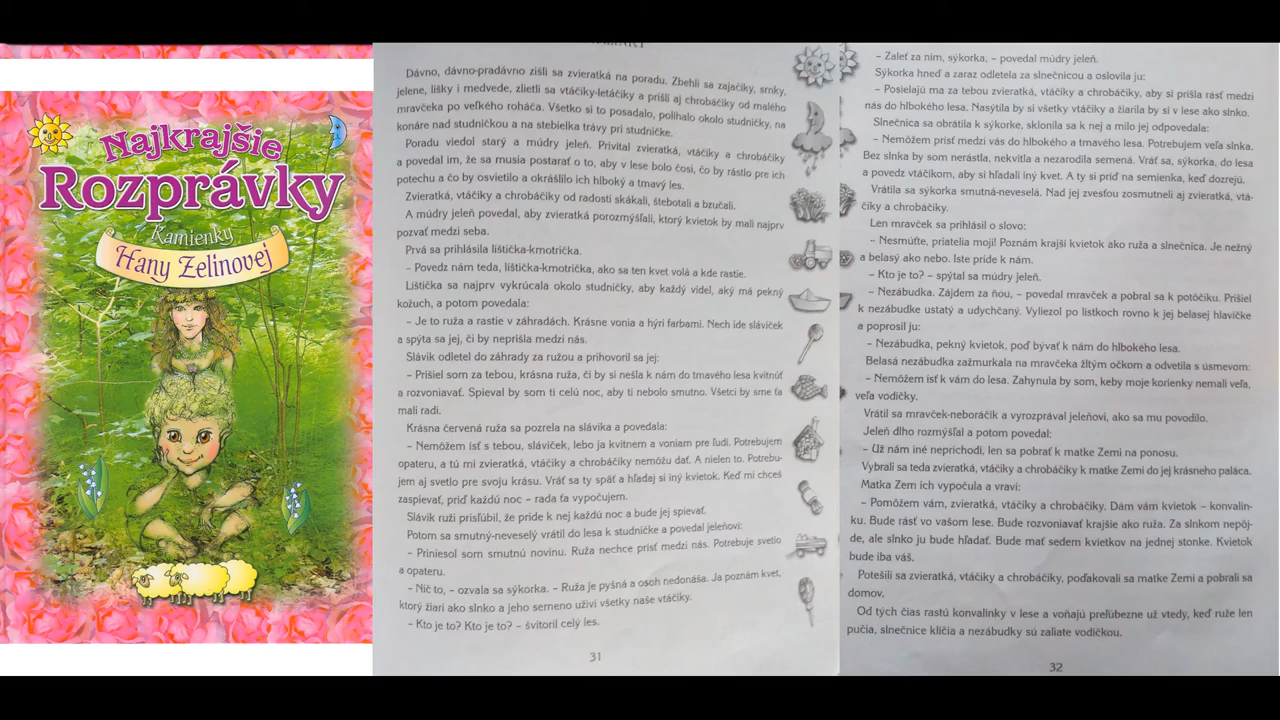 Najkrajšie
Rozprávky
Kamienky
Hany Zelinovej
Dávno, dávno-pradávno zišli sa zvieratká na poradu. Zbehli sa zajačiky, srnky,
jelene, líšky i medvede, zlietli sa vtáčiky-letáčiky a prišli aj chrobáčiky od malého
mravčeka po veľkého roháča. Všetko si to posadalo, políhalo okolo studničky, na
konáre nad studničkou a na stebielka trávy pri studničke.
Poradu viedol starý a múdry jeleň. Privítal zvieratká, vtáčiky a chrobáčiky
a povedal im, že sa musia postarať o to, aby v lese bolo čosi, čo by rástlo pre ich
potechu a čo by osvietilo a okrášlilo ich hlboký a tmavý les.
Zvieratká, vtáčiky a chrobáčiky od radosti skákali, štebotali a bzučali.
A múdry jeleň povedal, aby zvieratká porozmýšľali, ktorý kvietok by mali najprv
pozvať medzi seba.
Prvá sa prihlásila líštička-kmotrička.
– Povedz nám teda, líštička-kmotrička, ako sa ten kvet volá a kde rastie.
Líštička sa najprv vykrúcala okolo studničky, aby každý videl, aký má pekný
kožuch, a potom povedala:
– Je to ruža a rastie v záhradách. Krásne vonia a hýri farbami. Nech ide sláviček
a spýta sa jej, či by neprišla medzi nás.
Slávik odletel do záhrady za ružou a prihovoril sa jej:
– Prišiel som za tebou, krásna ruža, či by si nešla k nám do tmavého lesa kvitnúť
a rozvoniavať. Spieval by som ti celú noc, aby ti nebolo smutno. Všetci by sme ťa
mali radi.
Krásna červená ruža sa pozrela na slávika a povedala:
– Nemôžem ísť s tebou, sláviček, lebo ja kvitnem a voniam pre ľudí. Potrebujem
opateru, a tú mi zvieratká, vtáčiky a chrobáčiky nemôžu dať. A nielen to. Potrebu-
jem aj svetlo pre svoju krásu. Vráť sa ty späť a hľadaj si iný kvietok. Keď mi chceš
zaspievať, príď každú noc – rada ťa vypočujem.
Slávik ruži prisľúbil, že príde k nej každú noc a bude jej spievať.
Potom sa smutný-neveselý vrátil do lesa k studničke a povedal jeleňovi:
– Priniesol som smutnú novinu. Ruža nechce prísť medzi nás. Potrebuje svetlo
a opateru.
– Nič to, – ozvala sa sýkorka. – Ruža je pyšná a osoh nedonáša. Ja poznám kvet,
ktorý žiari ako slnko a jeho semeno uživí všetky naše vtáčiky.
– Kto je to? Kto je to? – švitoril celý les.
31
– Zaleť za ním, sýkorka, – povedal múdry jeleň.
Sýkorka hneď a zaraz odletela za slnečnicou a oslovila ju:
– Posielajú ma za tebou zvieratká, vtáčiky a chrobáčiky, aby si prišla rásť medzi
nás do hlbokého lesa. Nasýtila by si všetky vtáčiky a žiarila by si v lese ako slnko.
Slnečnica sa obrátila k sýkorke, sklonila sa k nej a milo jej odpovedala:
– Nemôžem prísť medzi vás do hlbokého a tmavého lesa. Potrebujem veľa slnka.
Bez slnka by som nerástla, nekvitla a nezarodila semená. Vráť sa, sýkorka, do lesa
a povedz vtáčikom, aby si hľadali iný kvet. A ty si príď na semienka, keď dozrejú.
Vrátila sa sýkorka smutná-neveselá. Nad jej zvesťou zosmutneli aj zvieratká, vtá-
čiky a chrobáčiky.
Len mravček sa prihlásil o slovo:
– Nesmúťte, priatelia moji! Poznám krajší kvietok ako ruža a slnečnica. Je nežný
a belasý ako nebo. Iste príde k nám.
– Kto je to? – spýtal sa múdry jeleň.
– Nezábudka. Zájdem za ňou, – povedal mravček a pobral sa k potôčiku. Prišiel
k nezábudke ustatý a udychčaný. Vyliezol po lístkoch rovno k jej belasej hlavičke
a poprosil ju:
– Nezábudka, pekný kvietok, poď bývať k nám do hlbokého lesa.
Belasá nezábudka zažmurkala na mravčeka žltým očkom a odvetila s úsmevom:
– Nemôžem ísť k vám do lesa. Zahynula by som, keby moje korienky nemali veľa,
veľa vodičky.
Vrátil sa mravček-neboráčik a vyrozprával jeleňovi, ako sa mu povodilo.
Jeleň dlho rozmýšľal a potom povedal:
– Už nám iné neprichodí, len sa pobrať k matke Zemi na ponosu.
Vybrali sa teda zvieratká, vtáčiky a chrobáčiky k matke Zemi do jej krásneho paláca.
Matka Zem ich vypočula a vraví:
– Pomôžem vám, zvieratká, vtáčiky a chrobáčiky. Dám vám kvietok – konvalin-
ku. Bude rásť vo vašom lese. Bude rozvoniavať krajšie ako ruža. Za slnkom nepôj-
de, ale slnko ju bude hľadať. Bude mať sedem kvietkov na jednej stonke. Kvietok
bude iba váš.
Potešili sa zvieratká, vtáčiky a chrobáčiky, poďakovali sa matke Zemi a pobrali sa
domov.
Od tých čias rastú konvalinky v lese a voňajú preľúbezne už vtedy, keď ruže len
pučia, slnečnice klíčia a nezábudky sú zaliate vodičkou.
32